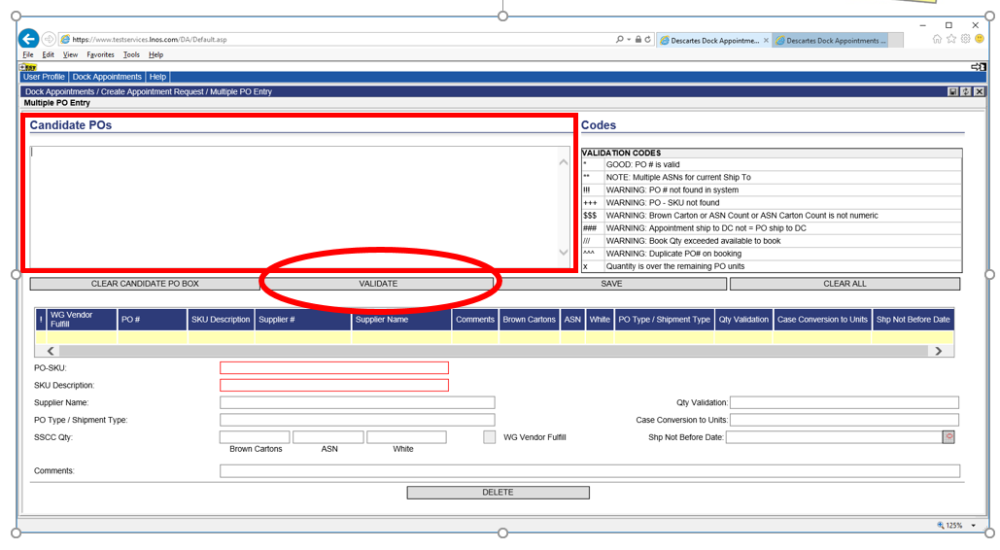 https://www.testservices.lnos.com/DA/Default.asp
Descartes Dock Appointme...
Descartes Dock Appointments ...
File Edit View Favorites Tools Help
User Profile Dock Appointments Help
Dock Appointments / Create Appointment Request / Multiple PO Entry
Multiple PO Entry
Candidate POs
Codes
VALIDATION CODES
* GOOD: PO # is valid
** NOTE: Multiple ASNs for current Ship To
!!! WARNING: PO # not found in system
+++ WARNING: PO - SKU not found
$$$ WARNING: Brown Carton or ASN Count or ASN Carton Count is not numeric
### WARNING: Appointment ship to DC not = PO ship to DC
/// WARNING: Book Qty exceeded available to book
^^^ WARNING: Duplicate PO# on booking
x Quantity is over the remaining PO units
CLEAR CANDIDATE PO BOX VALIDATE SAVE CLEAR ALL
! WG Vendor Fulfill PO # SKU Description Supplier # Supplier Name Comments Brown Cartons ASN White PO Type / Shipment Type Qty Validation Case Conversion to Units Shp Not Before Date
PO-SKU:
SKU Description:
Supplier Name: Qty Validation:
PO Type / Shipment Type: Case Conversion to Units:
SSCC Qty: WG Vendor Fulfill Shp Not Before Date:
Brown Cartons ASN White
Comments:
DELETE
125%